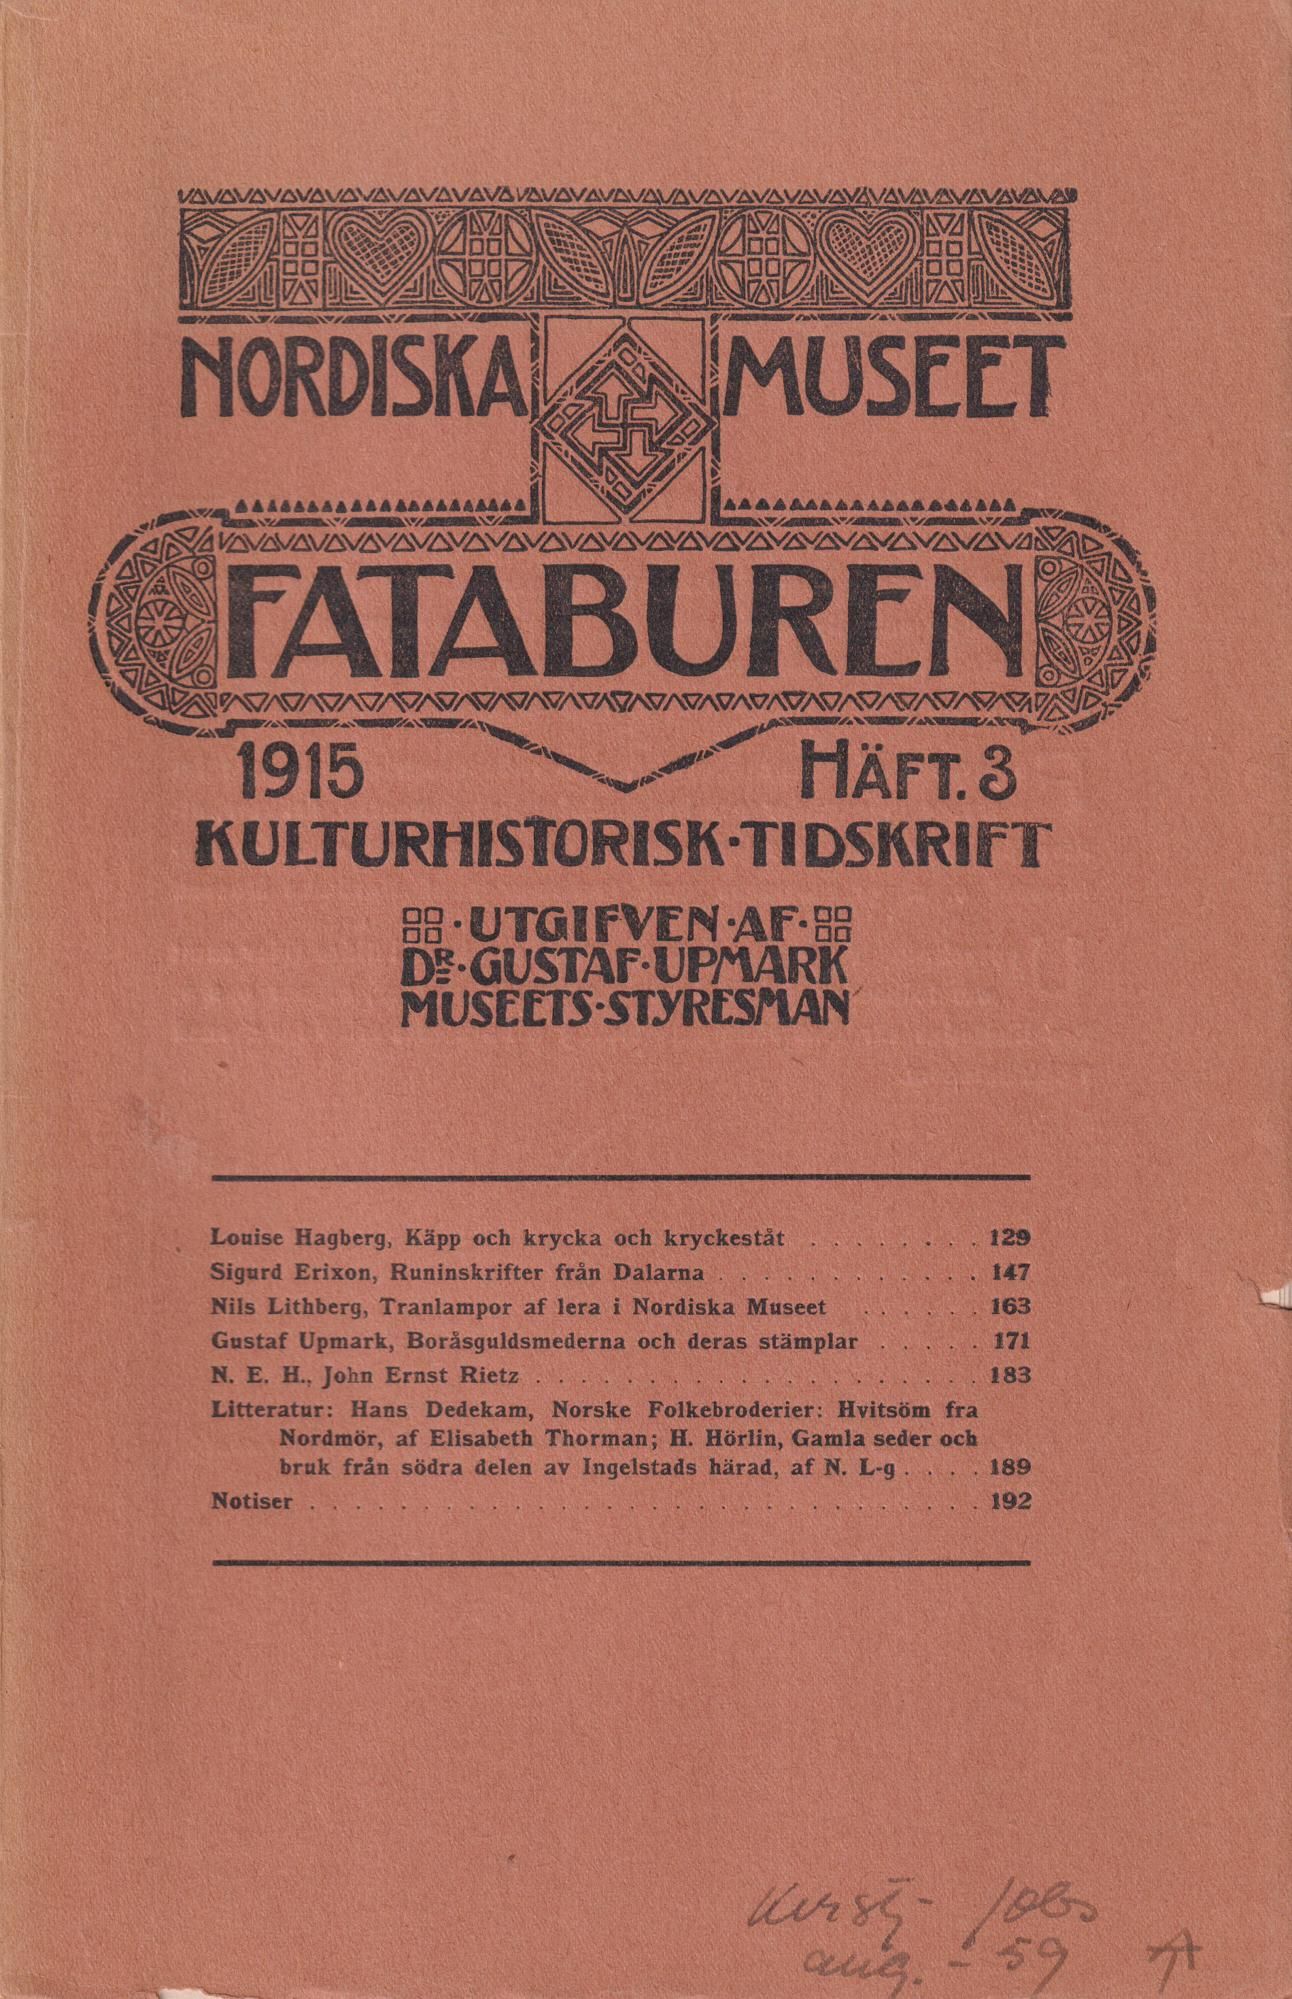 NORDISKA MUSEET
FATABUREN
1915 HÄFT. 3
KULTURHISTORISK·TIDSKRIFT
·UTGIFVEN·AF·
DR·GUSTAF·UPMARK
MUSEETS·STYRESMAN
Louise Hagberg, Käpp och krycka och kryckeståt . . . . . . . . 129
Sigurd Erixon, Runinskrifter från Dalarna . . . . . . . . . . . . 147
Nils Lithberg, Tranlampor af lera i Nordiska Museet . . . . . . 163
Gustaf Upmark, Boråsguldsmederna och deras stämplar . . . . . 171
N. E. H., John Ernst Rietz . . . . . . . . . . . . . . . . . . . . 183
Litteratur: Hans Dedekam, Norske Folkebroderier: Hvitsöm fra
Nordmör, af Elisabeth Thorman; H. Hörlin, Gamla seder och
bruk från södra delen av Ingelstads härad, af N. L-g . . . . 189
Notiser . . . . . . . . . . . . . . . . . . . . . . . . . . . . . . 192
Jobs
aug. - 59